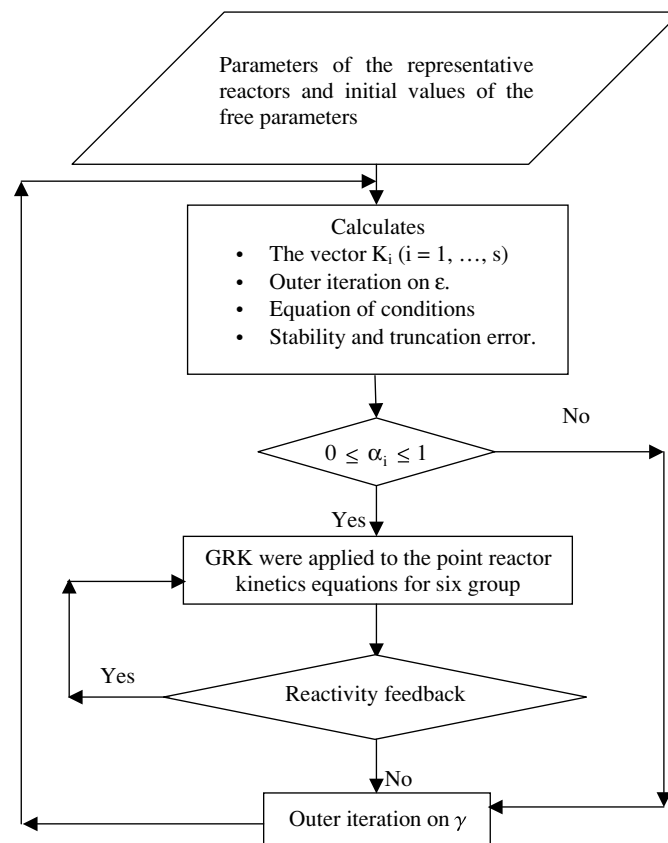 Parameters of the representative
reactors and initial values of the
free parameters
Calculates
• The vector Kᵢ (i = 1, …, s)
• Outer iteration on ε.
• Equation of conditions
• Stability and truncation error.
No
0 ≤ αᵢ ≤ 1
Yes
GRK were applied to the point reactor
kinetics equations for six group
Yes
Reactivity feedback
No
Outer iteration on γ